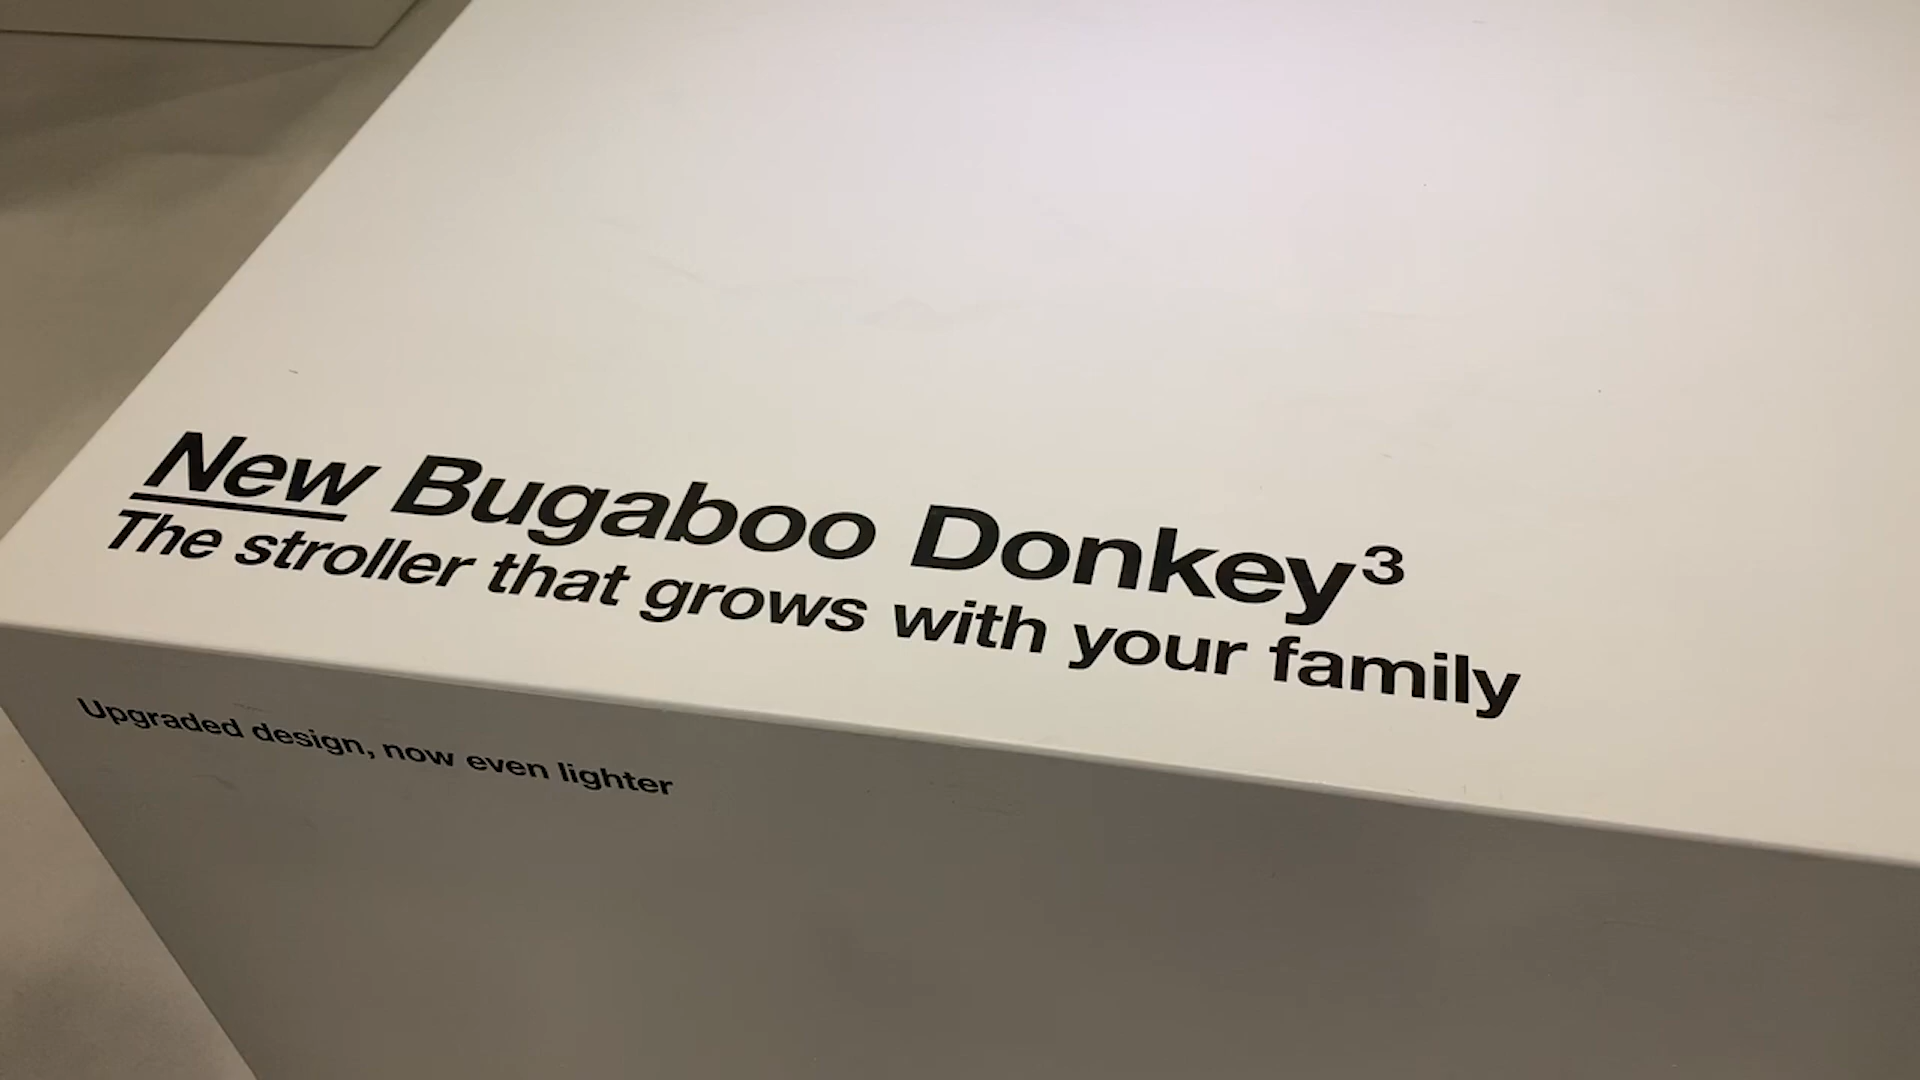 New Bugaboo Donkey³
The stroller that grows with your family
Upgraded design, now even lighter